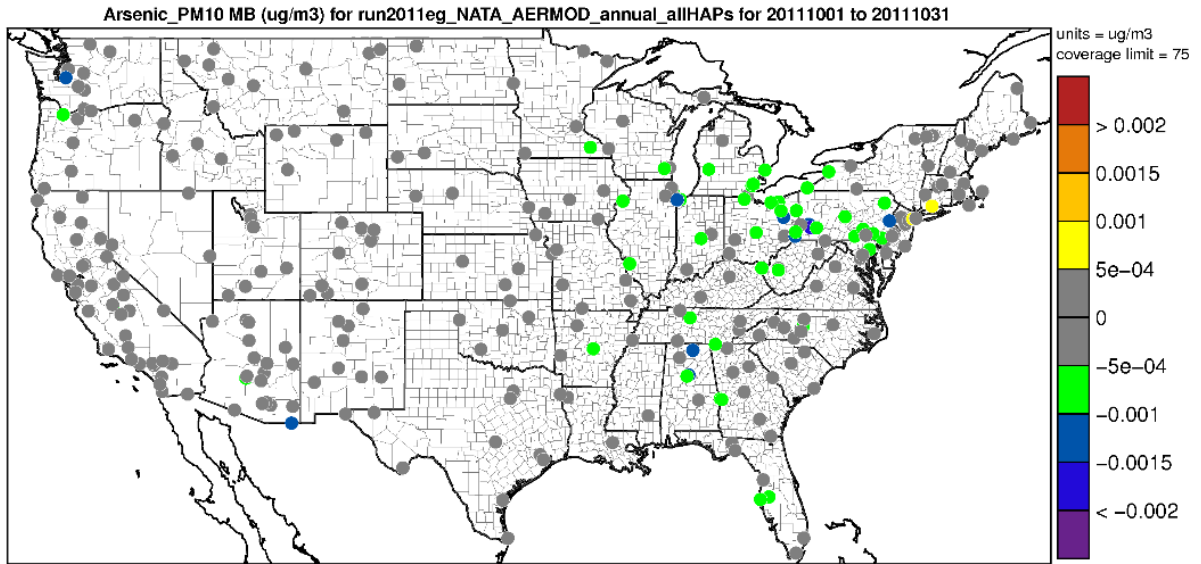 Arsenic_PM10 MB (ug/m3) for run2011eg_NATA_AERMOD_annual_allHAPs for 20111001 to 20111031
units = ug/m3
coverage limit = 75
> 0.002
0.0015
0.001
5e−04
0
−5e−04
−0.001
−0.0015
< −0.002